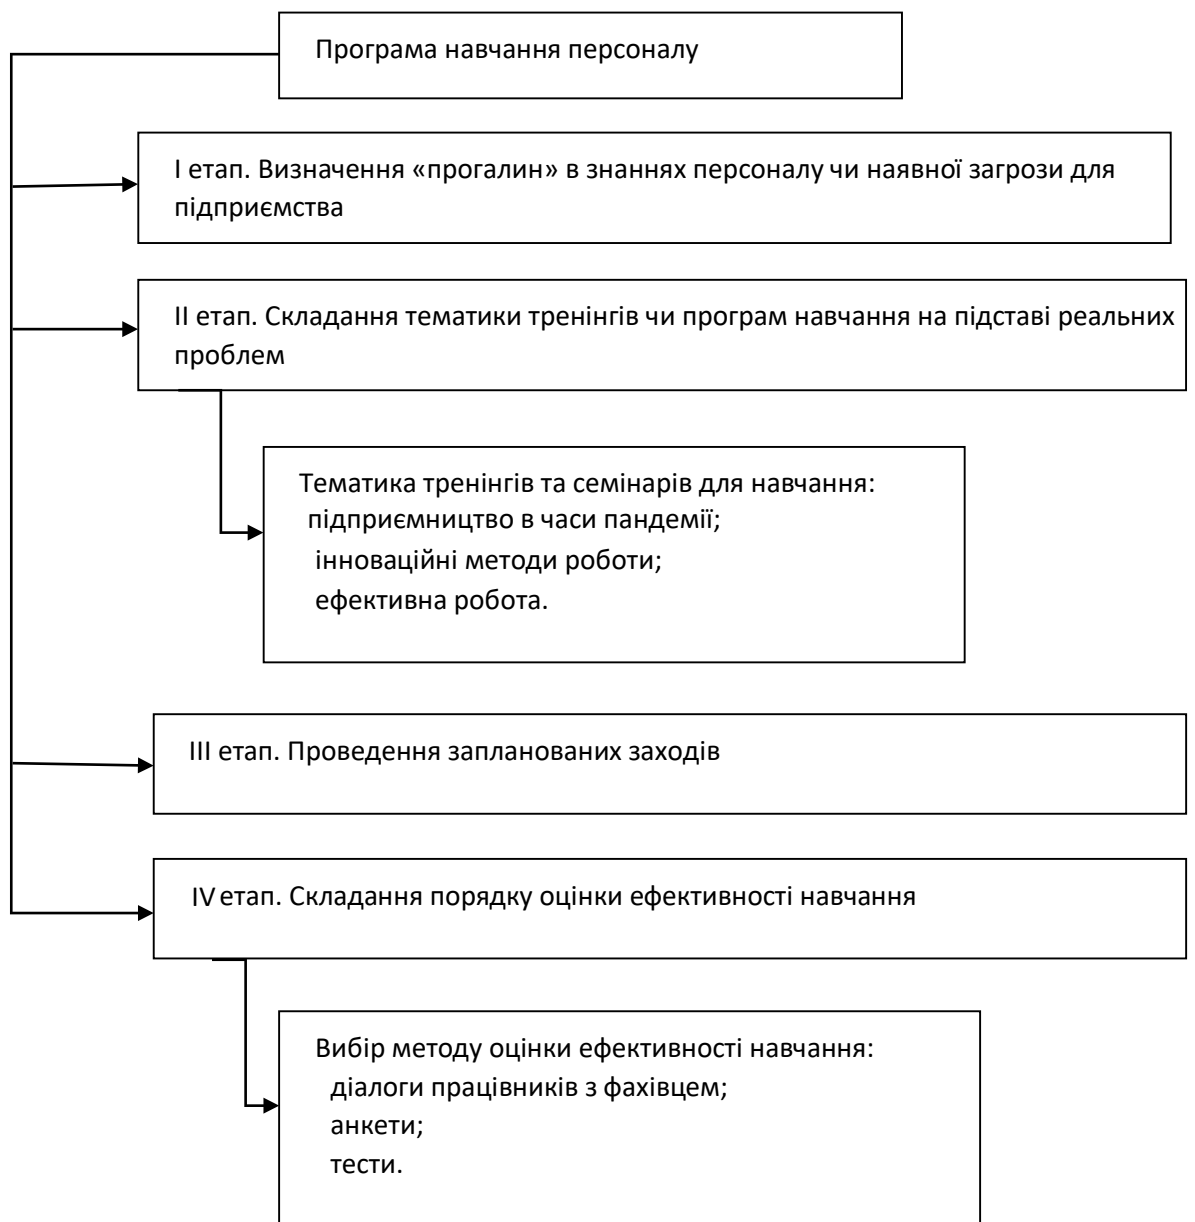 Програма навчання персоналу
І етап. Визначення «прогалин» в знаннях персоналу чи наявної загрози для
підприємства
ІІ етап. Складання тематики тренінгів чи програм навчання на підставі реальних
проблем
Тематика тренінгів та семінарів для навчання:
підприємництво в часи пандемії;
інноваційні методи роботи;
ефективна робота.
ІІІ етап. Проведення запланованих заходів
IV етап. Складання порядку оцінки ефективності навчання
Вибір методу оцінки ефективності навчання:
діалоги працівників з фахівцем;
анкети;
тести.